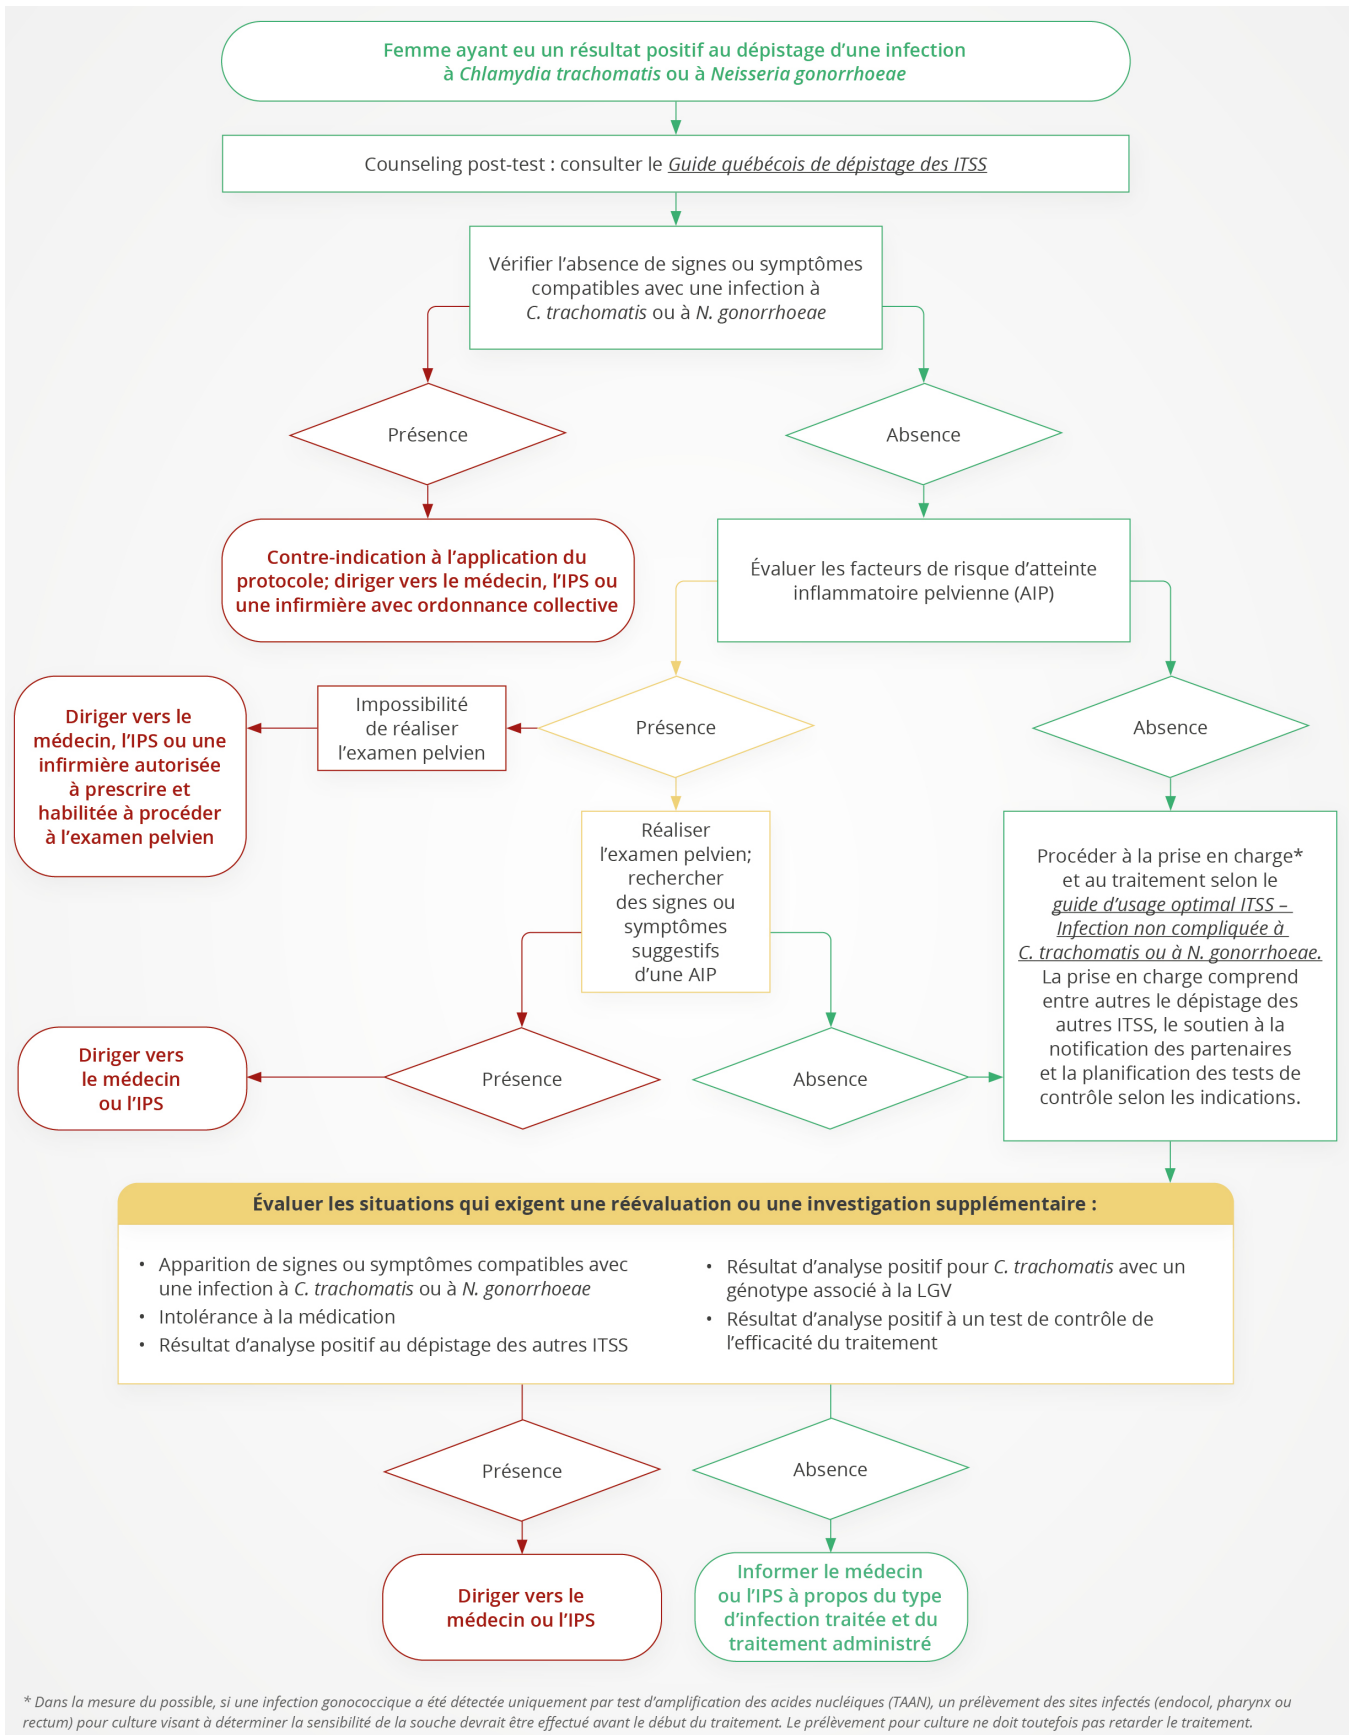 Femme ayant eu un résultat positif au dépistage d’une infection
à Chlamydia trachomatis ou à Neisseria gonorrhoeae
Counseling post-test : consulter le Guide québécois de dépistage des ITSS
Vérifier l’absence de signes ou symptômes
compatibles avec une infection à
C. trachomatis ou à N. gonorrhoeae
Présence
Absence
Contre-indication à l’application du
protocole; diriger vers le médecin, l’IPS ou
une infirmière avec ordonnance collective
Évaluer les facteurs de risque d’atteinte
inflammatoire pelvienne (AIP)
Diriger vers le
médecin, l’IPS ou une
infirmière autorisée
à prescrire et
habilitée à procéder
à l’examen pelvien
Impossibilité
de réaliser
l’examen pelvien
Présence
Absence
Réaliser
l’examen pelvien;
rechercher
des signes ou
symptômes
suggestifs
d’une AIP
Procéder à la prise en charge*
et au traitement selon le
guide d’usage optimal ITSS –
Infection non compliquée à
C. trachomatis ou à N. gonorrhoeae.
La prise en charge comprend
entre autres le dépistage des
autres ITSS, le soutien à la
notification des partenaires
et la planification des tests de
contrôle selon les indications.
Diriger vers
le médecin
ou l’IPS
Présence
Absence
Évaluer les situations qui exigent une réévaluation ou une investigation supplémentaire :
• Apparition de signes ou symptômes compatibles avec
une infection à C. trachomatis ou à N. gonorrhoeae
• Intolérance à la médication
• Résultat d’analyse positif au dépistage des autres ITSS
• Résultat d’analyse positif pour C. trachomatis avec un
génotype associé à la LGV
• Résultat d’analyse positif à un test de contrôle de
l’efficacité du traitement
Présence
Absence
Diriger vers le
médecin ou l’IPS
Informer le médecin
ou l’IPS à propos du type
d’infection traitée et du
traitement administré
* Dans la mesure du possible, si une infection gonococcique a été détectée uniquement par test d’amplification des acides nucléiques (TAAN), un prélèvement des sites infectés (endocol, pharynx ou
rectum) pour culture visant à déterminer la sensibilité de la souche devrait être effectué avant le début du traitement. Le prélèvement pour culture ne doit toutefois pas retarder le traitement.